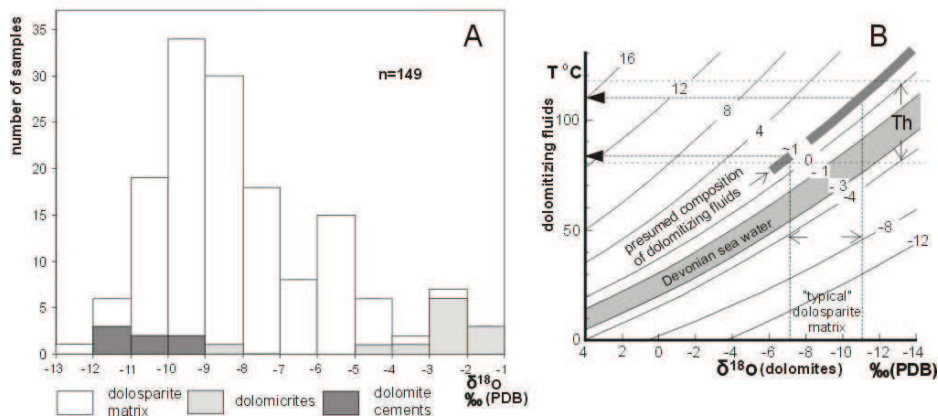 A
number of samples
35
30
25
20
15
10
5
0
n=149
-13 -12 -11 -10 -9 -8 -7 -6 -5 -4 -3 -2 -1
δ18O
‰(PDB)
dolosparite
matrix
dolomicrites
dolomite
cements
B
T °C
dolomitizing fluids
100
50
0
16
12
8
4
~1
0
- 1
- 3
-4
-8
-12
Th
presumed composition
of dolomitizing fluids
Devonian sea water
"typical"
dolosparite
matrix
4 2 0 -2 -4 -6 -8 -10 -12 -14
δ18O (dolomites) ‰(PDB)